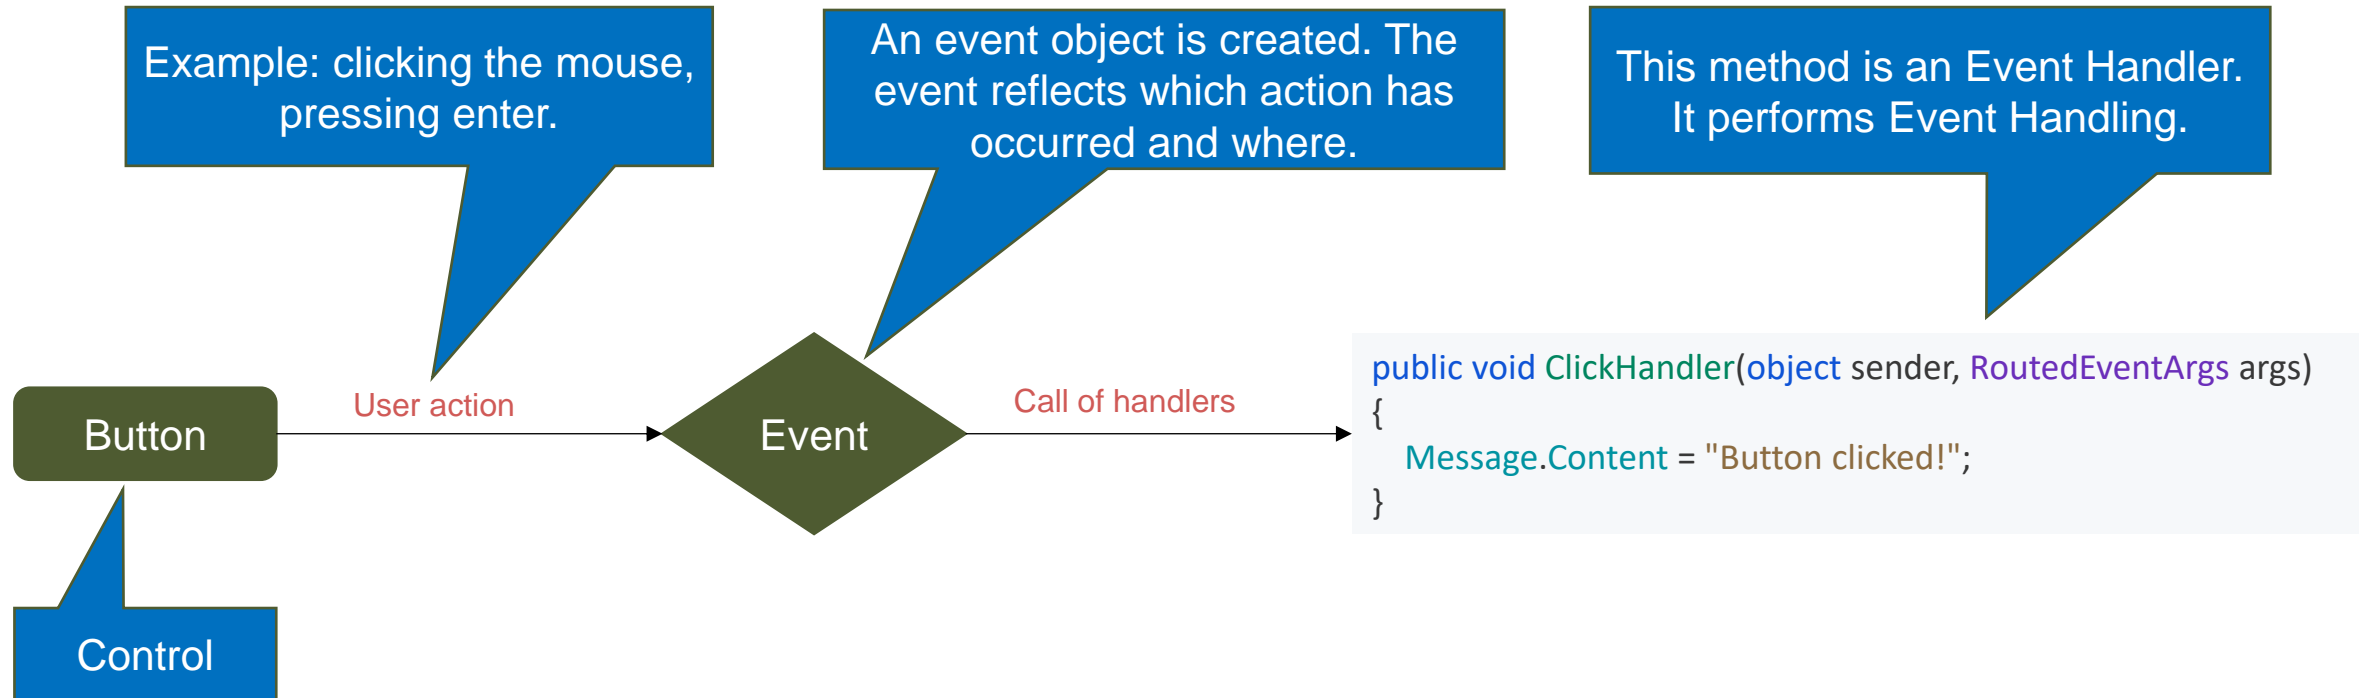 Example: clicking the mouse,
pressing enter.
An event object is created. The
event reflects which action has
occurred and where.
This method is an Event Handler.
It performs Event Handling.
Button
User action
Event
Call of handlers
public void ClickHandler(object sender, RoutedEventArgs args)
{
Message.Content = "Button clicked!";
}
Control